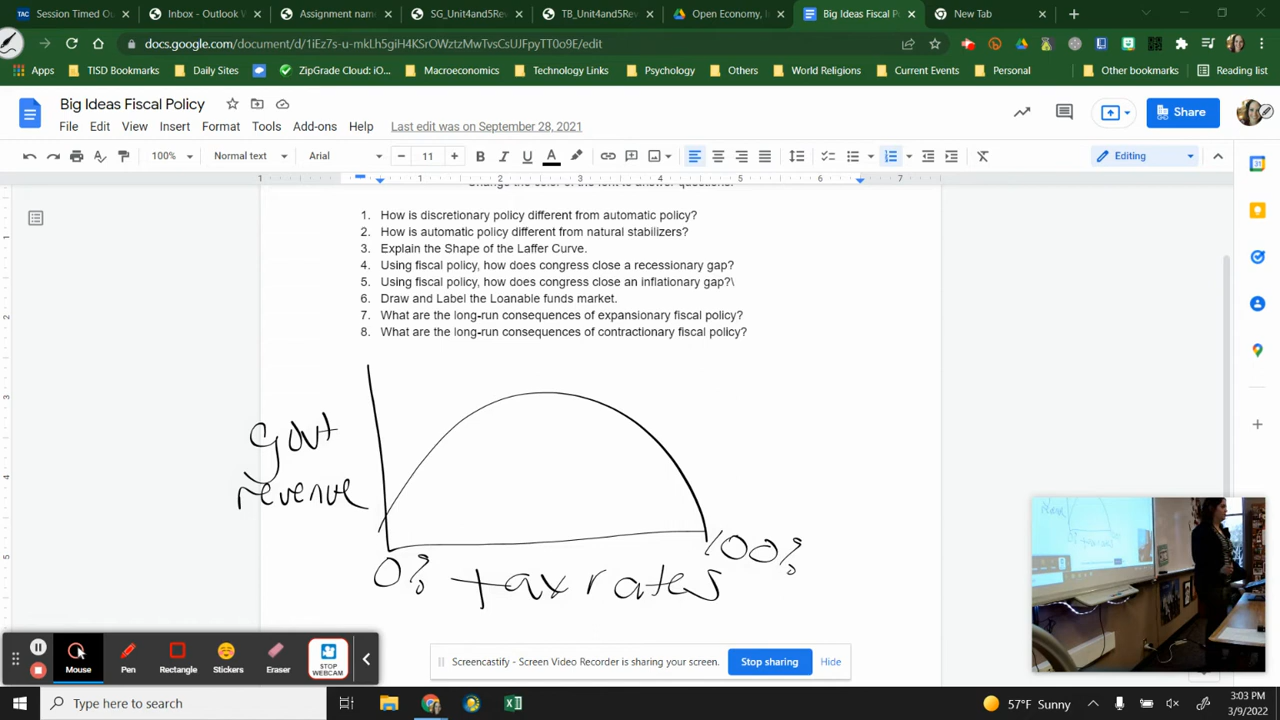 Session Timed O
Inbox - Outlook W
Assignment name
SG_Unit4and5Rev
TB_Unit4and5Rev
Open Economy, I
Big Ideas Fiscal Po
New Tab
docs.google.com/document/d/1iEz7s-u-mkLh5giH4KSrOWztzMwTvsCsUJFpyTT0o9E/edit
Apps
TISD Bookmarks
Daily Sites
ZipGrade Cloud: iO...
Macroeconomics
Technology Links
Psychology
Others
World Religions
Current Events
Personal
Other bookmarks
Reading list
Big Ideas Fiscal Policy
Share
File Edit View Insert Format Tools Add-ons Help
Last edit was on September 28, 2021
100%
Normal text
Arial
11
Editing
Change the color of the font to answer questions.
1. How is discretionary policy different from automatic policy?
2. How is automatic policy different from natural stabilizers?
3. Explain the Shape of the Laffer Curve.
4. Using fiscal policy, how does congress close a recessionary gap?
5. Using fiscal policy, how does congress close an inflationary gap?\
6. Draw and Label the Loanable funds market.
7. What are the long-run consequences of expansionary fiscal policy?
8. What are the long-run consequences of contractionary fiscal policy?
govt
revenue
0% tax rates 100%
Mouse
Pen
Rectangle
Stickers
Eraser
STOP
WEBCAM
Screencastify - Screen Video Recorder is sharing your screen.
Stop sharing
Hide
Type here to search
57°F Sunny
3:03 PM
3/9/2022